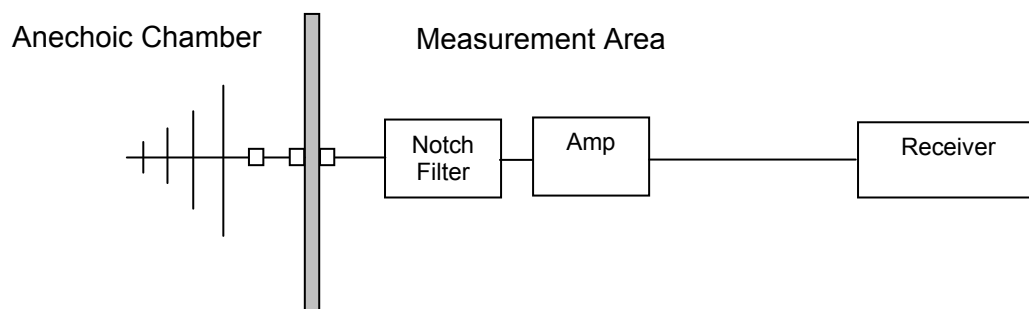 Anechoic Chamber
Measurement Area
Notch
Filter
Amp
Receiver